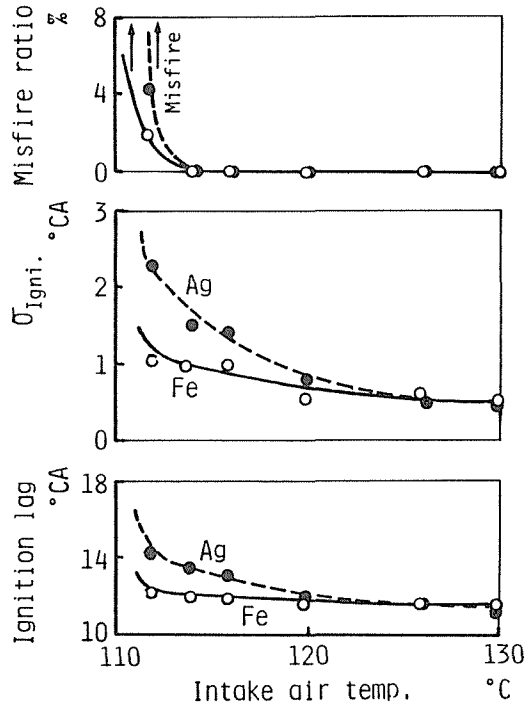 Misfire ratio %
8
4
0
Misfire
σIgni. °CA
3
2
1
0
Ag
Fe
Ignition lag °CA
18
14
10
Ag
Fe
110 120 130
Intake air temp. °C